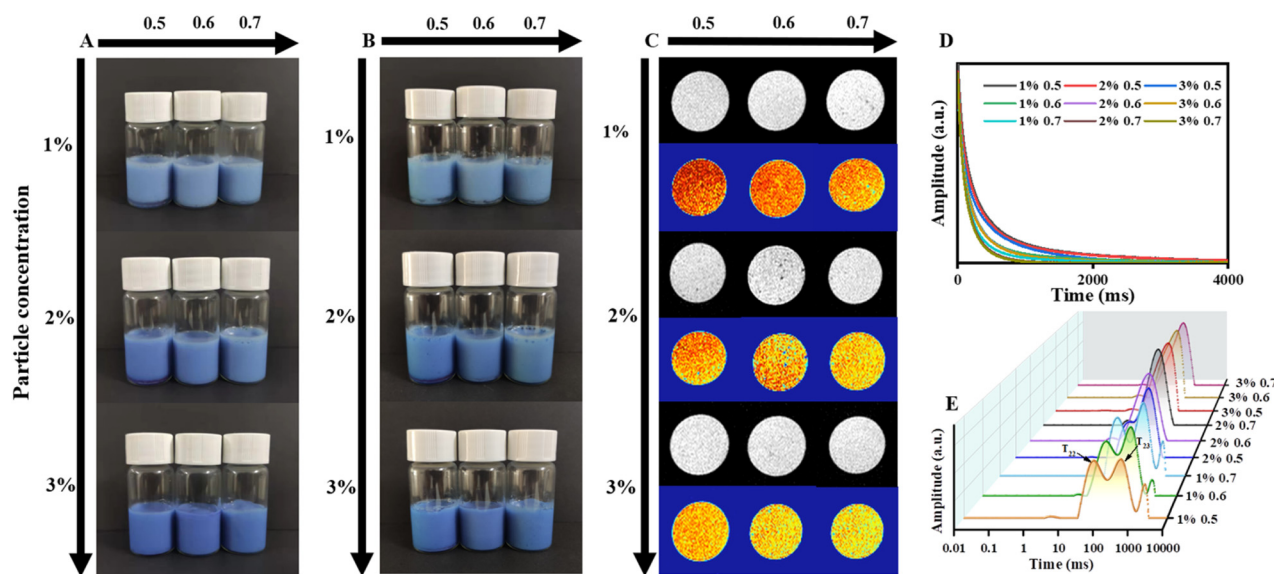 A
0.5 0.6 0.7
B
0.5 0.6 0.7
C
0.5 0.6 0.7
D
Particle concentration
1%
2%
3%
1%
2%
3%
1%
2%
3%
Amplitude (a.u.)
1% 0.5 2% 0.5 3% 0.5
1% 0.6 2% 0.6 3% 0.6
1% 0.7 2% 0.7 3% 0.7
0 2000 4000
Time (ms)
E
Amplitude (a.u.)
T22
T23
3% 0.7
3% 0.6
3% 0.5
2% 0.7
2% 0.6
2% 0.5
1% 0.7
1% 0.6
1% 0.5
0.01 0.1 1 10 100 1000 10000
Time (ms)